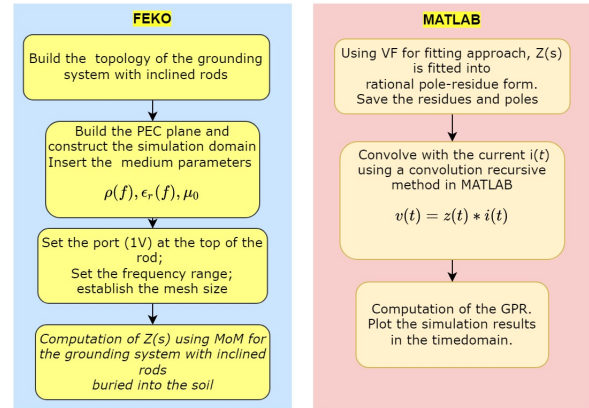 FEKO
Build the topology of the grounding
system with inclined rods
Build the PEC plane and
construct the simulation domain
Insert the medium parameters
ρ(f), ϵr(f), μ0
Set the port (1V) at the top of the
rod;
Set the frequency range;
establish the mesh size
Computation of Z(s) using MoM for
the grounding system with inclined
rods
buried into the soil
MATLAB
Using VF for fitting approach, Z(s)
is fitted into
rational pole-residue form.
Save the residues and poles
Convolve with the current i(t)
using a convolution recursive
method in MATLAB
v(t) = z(t) * i(t)
Computation of the GPR.
Plot the simulation results
in the timedomain.